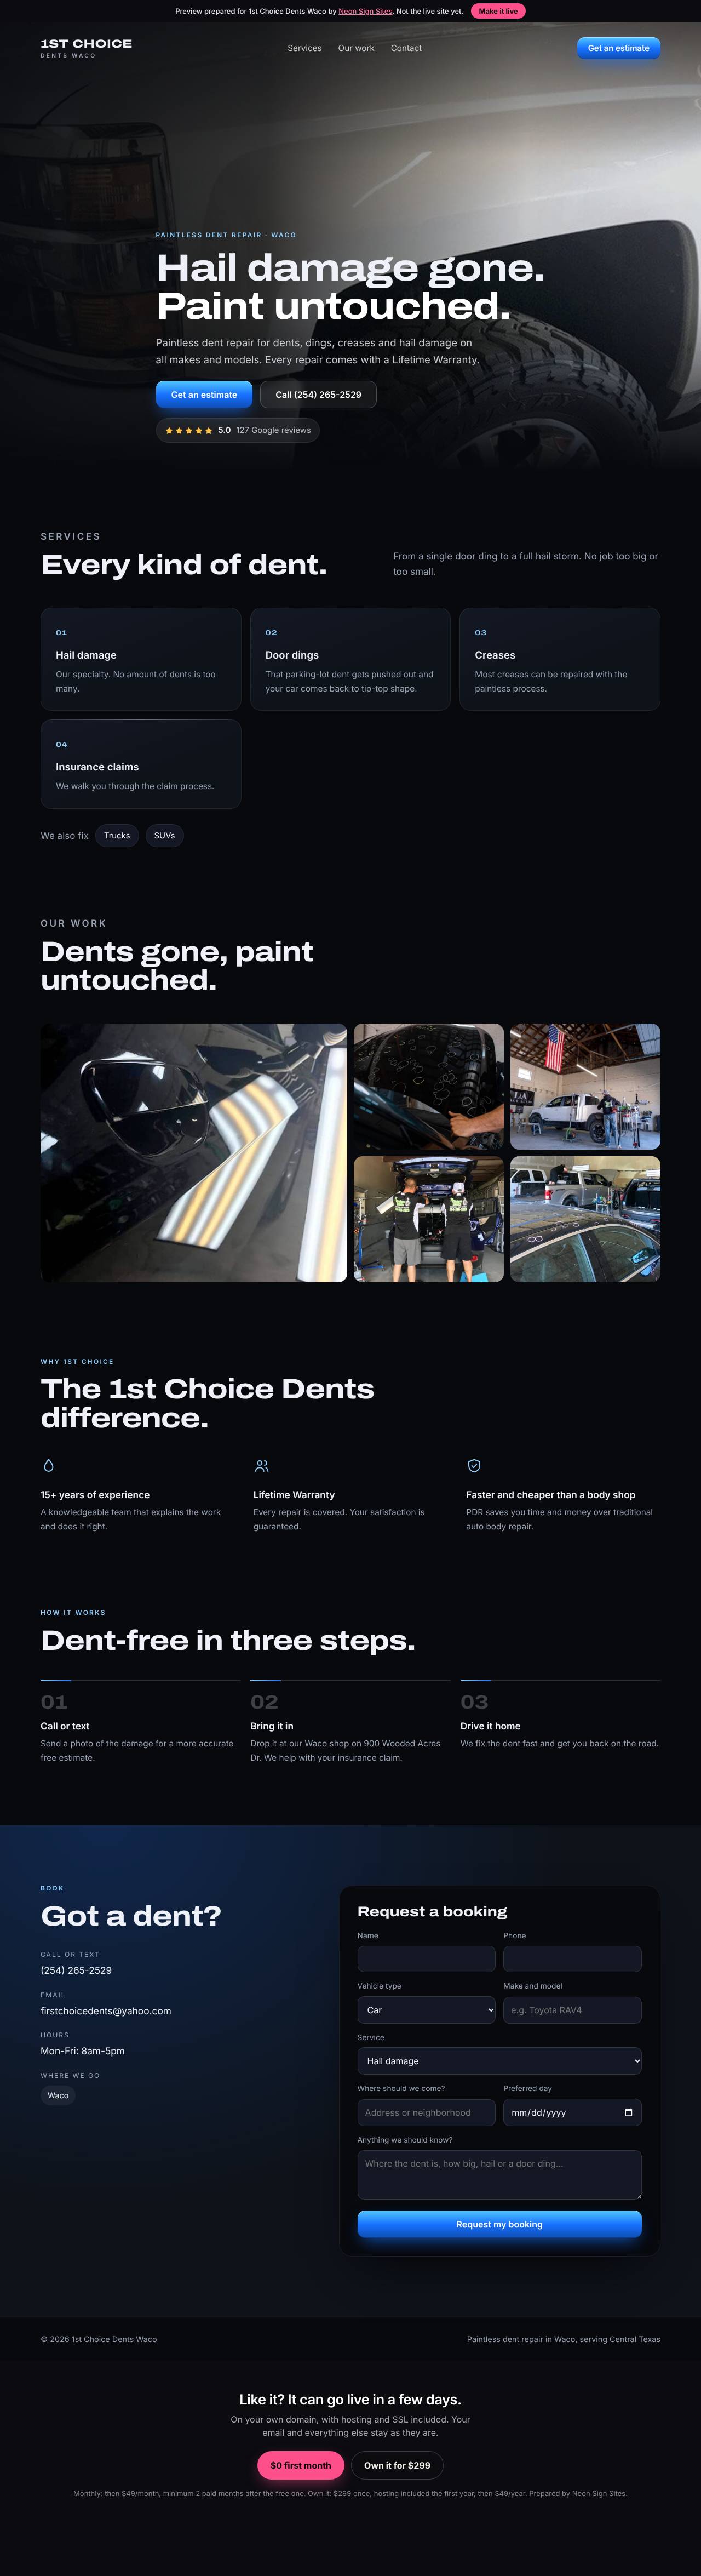 Preview prepared for 1st Choice Dents Waco by Neon Sign Sites. Not the live site yet. Make it live
1ST CHOICE
DENTS WACO
Services Our work Contact
Get an estimate
PAINTLESS DENT REPAIR · WACO
Hail damage gone.
Paint untouched.
Paintless dent repair for dents, dings, creases and hail damage on
all makes and models. Every repair comes with a Lifetime Warranty.
Get an estimate Call (254) 265-2529
★★★★★ 5.0 127 Google reviews
SERVICES
Every kind of dent.
From a single door ding to a full hail storm. No job too big or
too small.
01
Hail damage
Our specialty. No amount of dents is too
many.
02
Door dings
That parking-lot dent gets pushed out and
your car comes back to tip-top shape.
03
Creases
Most creases can be repaired with the
paintless process.
04
Insurance claims
We walk you through the claim process.
We also fix Trucks SUVs
OUR WORK
Dents gone, paint
untouched.
WHY 1ST CHOICE
The 1st Choice Dents
difference.
15+ years of experience
A knowledgeable team that explains the work
and does it right.
Lifetime Warranty
Every repair is covered. Your satisfaction is
guaranteed.
Faster and cheaper than a body shop
PDR saves you time and money over traditional
auto body repair.
HOW IT WORKS
Dent-free in three steps.
01
Call or text
Send a photo of the damage for a more accurate
free estimate.
02
Bring it in
Drop it at our Waco shop on 900 Wooded Acres
Dr. We help with your insurance claim.
03
Drive it home
We fix the dent fast and get you back on the road.
BOOK
Got a dent?
CALL OR TEXT
(254) 265-2529
EMAIL
firstchoicedents@yahoo.com
HOURS
Mon-Fri: 8am-5pm
WHERE WE GO
Waco
Request a booking
Name Phone
Vehicle type Make and model
Car e.g. Toyota RAV4
Service
Hail damage
Where should we come? Preferred day
Address or neighborhood mm/dd/yyyy
Anything we should know?
Where the dent is, how big, hail or a door ding...
Request my booking
© 2026 1st Choice Dents Waco
Paintless dent repair in Waco, serving Central Texas
Like it? It can go live in a few days.
On your own domain, with hosting and SSL included. Your
email and everything else stay as they are.
$0 first month Own it for $299
Monthly: then $49/month, minimum 2 paid months after the free one. Own it: $299 once, hosting included the first year, then $49/year. Prepared by Neon Sign Sites.